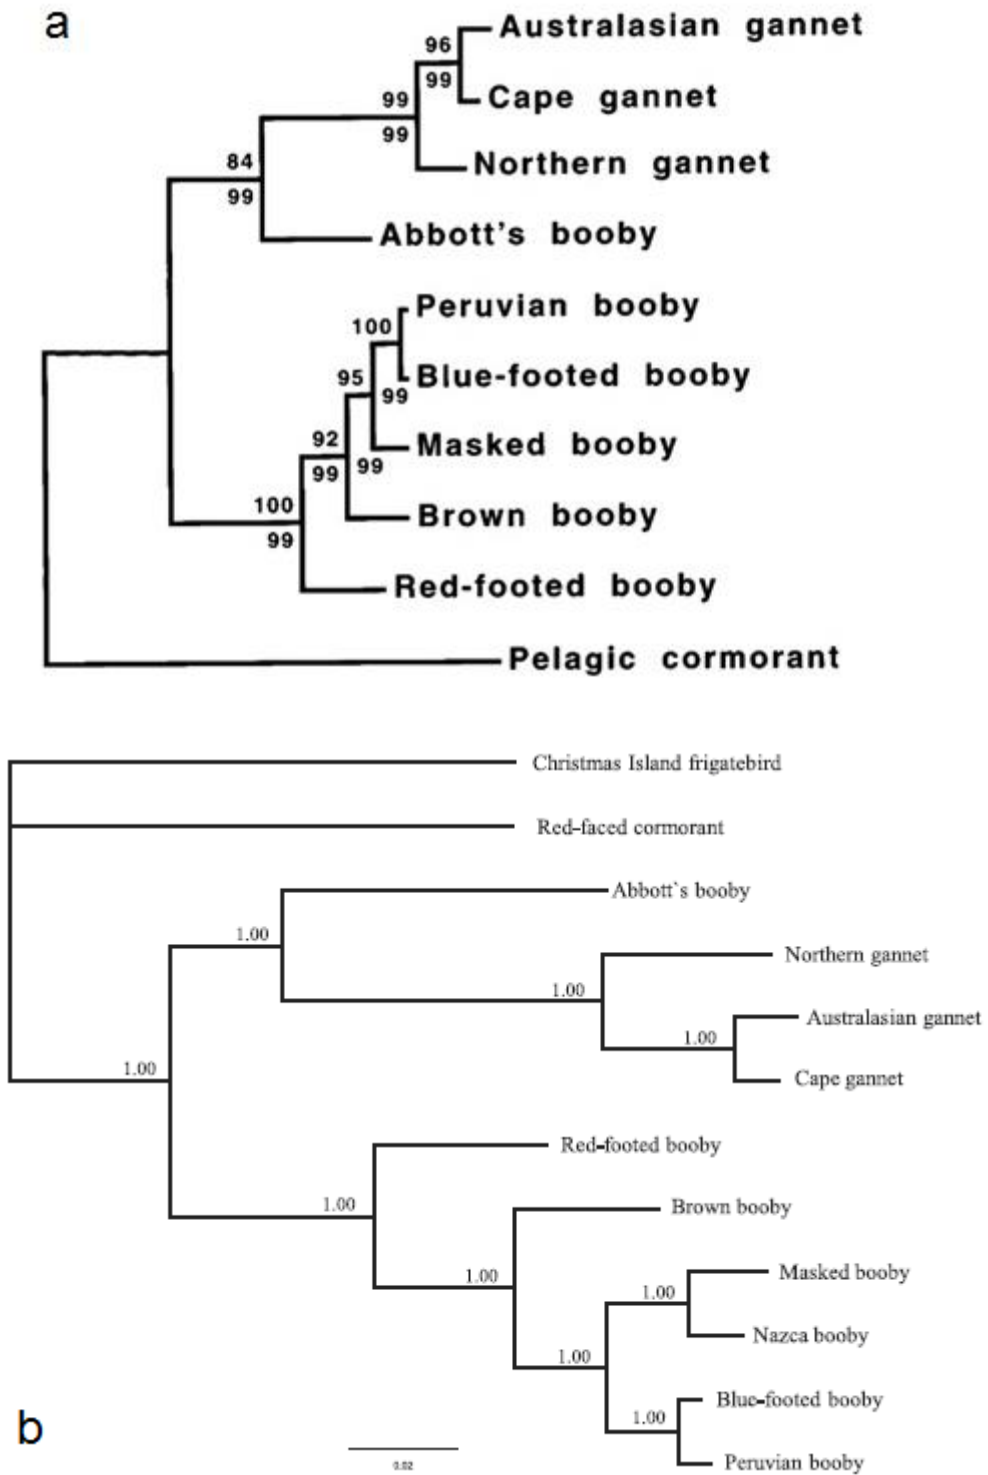 a
Australasian gannet
96
99
Cape gannet
99
99
Northern gannet
84
99
Abbott's booby
Peruvian booby
100
Blue-footed booby
95
99
Masked booby
92
99
99
Brown booby
100
99
Red-footed booby
Pelagic cormorant
Christmas Island frigatebird
Red-faced cormorant
Abbott`s booby
1.00
Northern gannet
1.00
Australasian gannet
1.00
Cape gannet
1.00
Red-footed booby
1.00
Brown booby
1.00
Masked booby
1.00
Nazca booby
1.00
Blue-footed booby
1.00
Peruvian booby
b
0.02